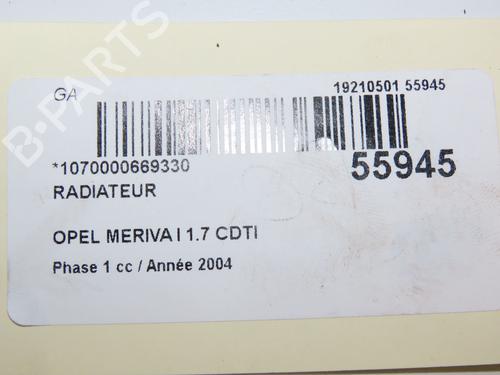 B-PARTS
GA
19210501 55945
*1070000669330
55945
RADIATEUR
OPEL MERIVA I 1.7 CDTI
Phase 1 cc / Année 2004